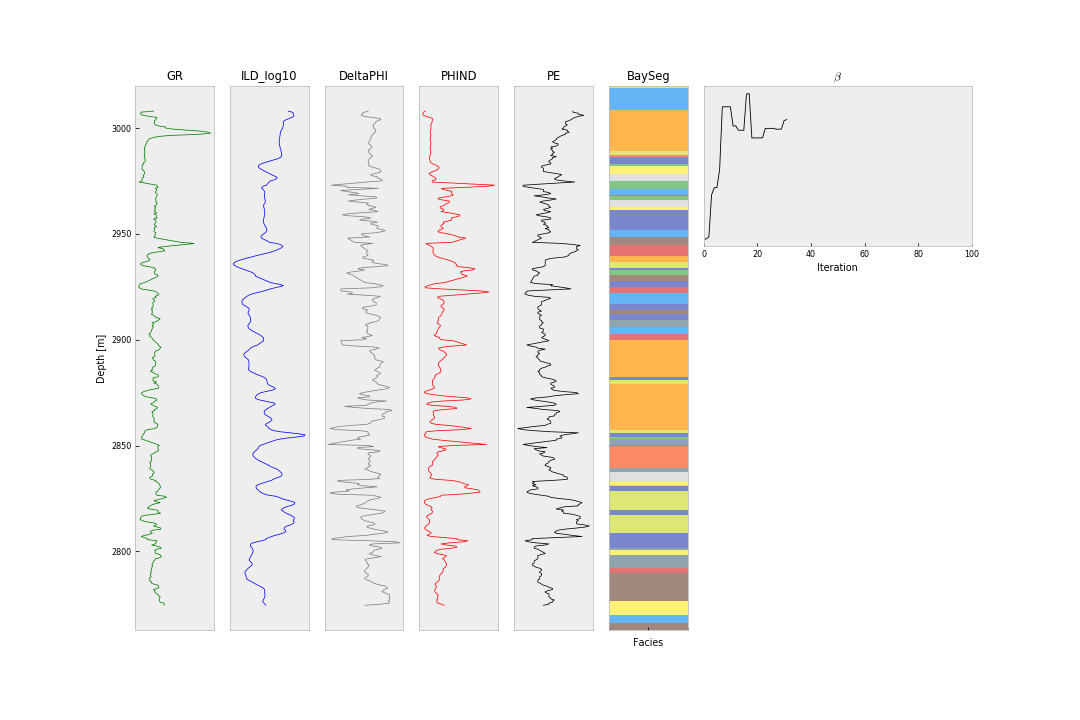 GR ILD_log10 DeltaPHI PHIND PE BaySeg β
3000
2950
2900
2850
2800
Depth [m]
0 20 40 60 80 100
Iteration
Facies